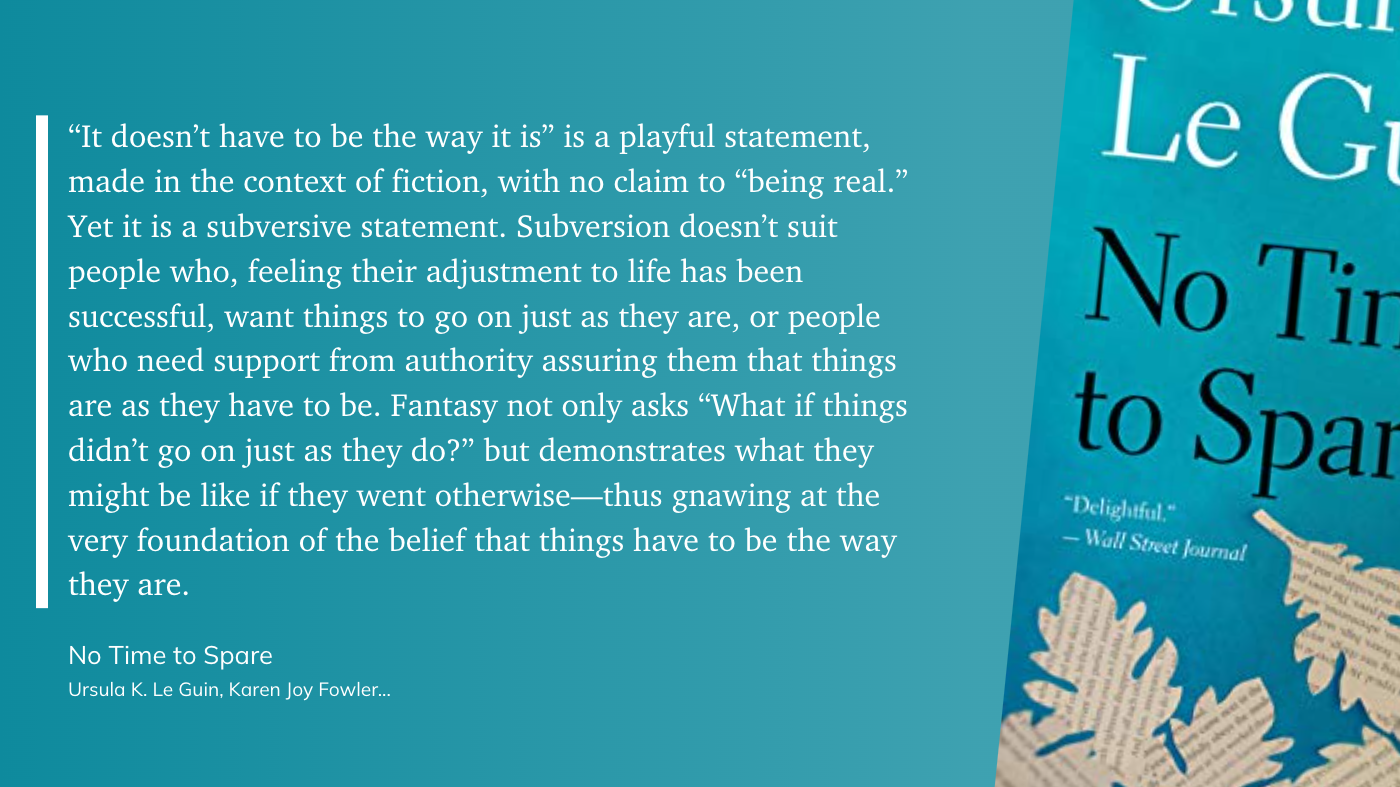 “It doesn’t have to be the way it is” is a playful statement,
made in the context of fiction, with no claim to “being real.”
Yet it is a subversive statement. Subversion doesn’t suit
people who, feeling their adjustment to life has been
successful, want things to go on just as they are, or people
who need support from authority assuring them that things
are as they have to be. Fantasy not only asks “What if things
didn’t go on just as they do?” but demonstrates what they
might be like if they went otherwise—thus gnawing at the
very foundation of the belief that things have to be the way
they are.
No Time to Spare
Ursula K. Le Guin, Karen Joy Fowler...
Ursul
Le Gu
No Tim
to Spar
“Delightful.”
— Wall Street Journal